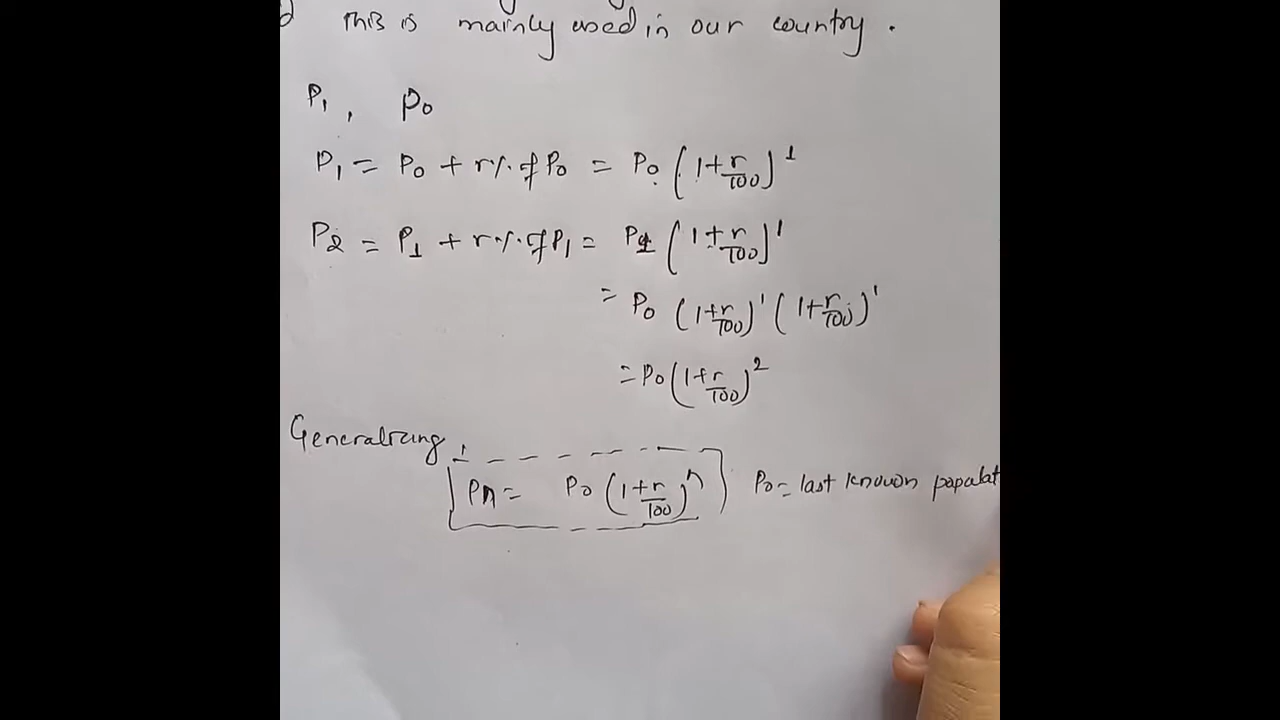 This is mainly used in our country.
P₁, P₀
P₁ = P₀ + r% of P₀ = P₀ (1+r/100)¹
P₂ = P₁ + r% of P₁ = P₁ (1+r/100)¹
= P₀ (1+r/100)¹ (1+r/100)¹
= P₀ (1+r/100)²
Generalizing
Pn = P₀ (1+r/100)ⁿ P₀ = last known populat